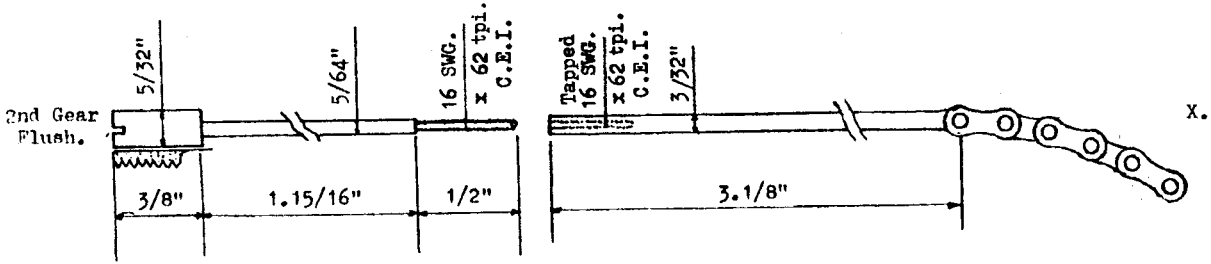 2nd Gear
Flush.
5/32"
5/64"
16 SWG.
x 62 tpi.
C.E.I.
Tapped
16 SWG.
x 62 tpi.
C.E.I.
3/32"
X.
3/8"
1.15/16"
1/2"
3.1/8"